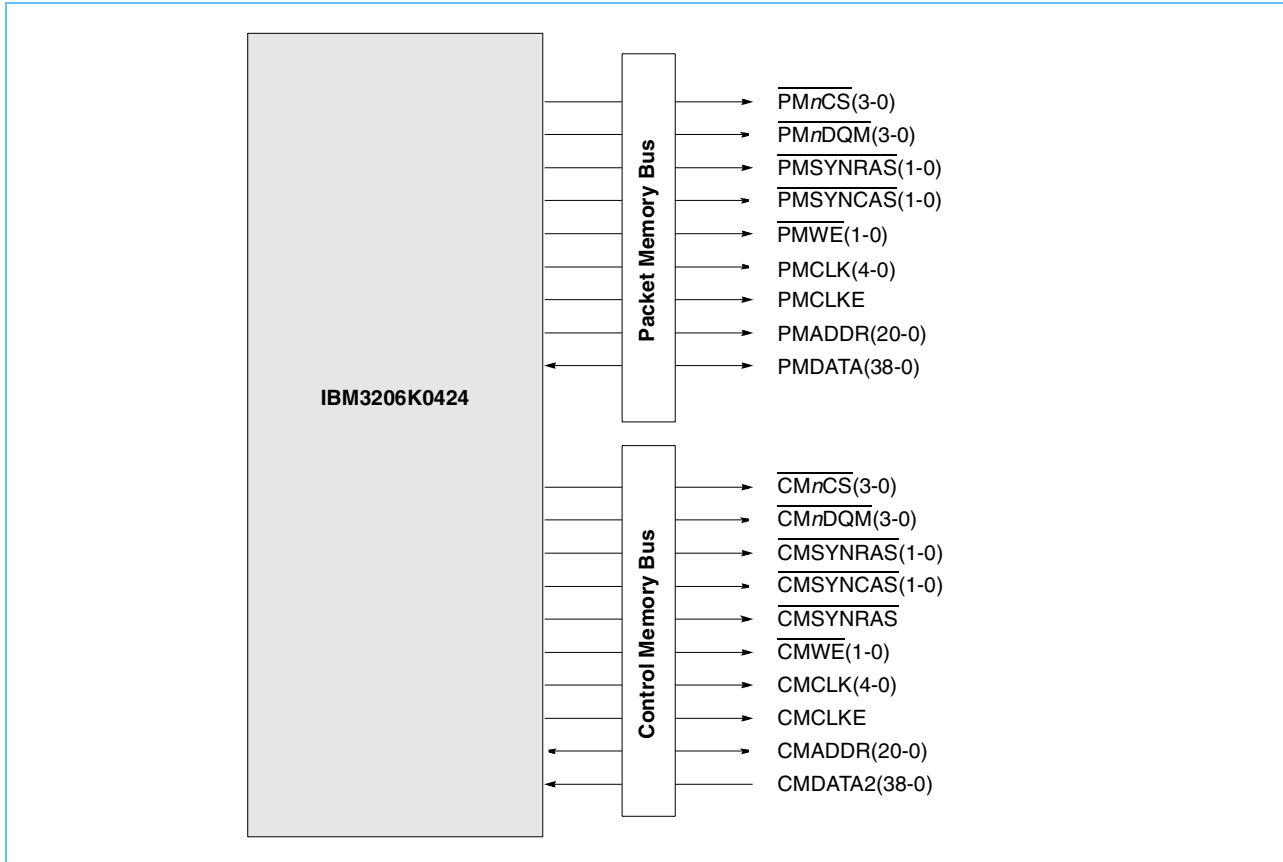 IBM3206K0424
Packet Memory Bus
PMnCS(3-0)
PMnDQM(3-0)
PMSYNRAS(1-0)
PMSYNCAS(1-0)
PMWE(1-0)
PMCLK(4-0)
PMCLKE
PMADDR(20-0)
PMDATA(38-0)
Control Memory Bus
CMnCS(3-0)
CMnDQM(3-0)
CMSYNRAS(1-0)
CMSYNCAS(1-0)
CMSYNRAS
CMWE(1-0)
CMCLK(4-0)
CMCLKE
CMADDR(20-0)
CMDATA2(38-0)